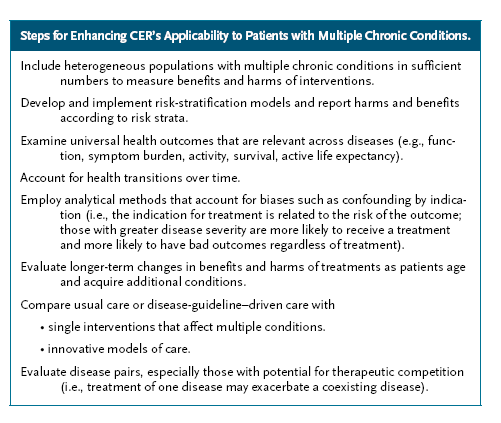 Steps for Enhancing CER's Applicability to Patients with Multiple Chronic Conditions.
Include heterogeneous populations with multiple chronic conditions in sufficient
numbers to measure benefits and harms of interventions.
Develop and implement risk-stratification models and report harms and benefits
according to risk strata.
Examine universal health outcomes that are relevant across diseases (e.g., func-
tion, symptom burden, activity, survival, active life expectancy).
Account for health transitions over time.
Employ analytical methods that account for biases such as confounding by indica-
tion (i.e., the indication for treatment is related to the risk of the outcome;
those with greater disease severity are more likely to receive a treatment
and more likely to have bad outcomes regardless of treatment).
Evaluate longer-term changes in benefits and harms of treatments as patients age
and acquire additional conditions.
Compare usual care or disease-guideline–driven care with
• single interventions that affect multiple conditions.
• innovative models of care.
Evaluate disease pairs, especially those with potential for therapeutic competition
(i.e., treatment of one disease may exacerbate a coexisting disease).